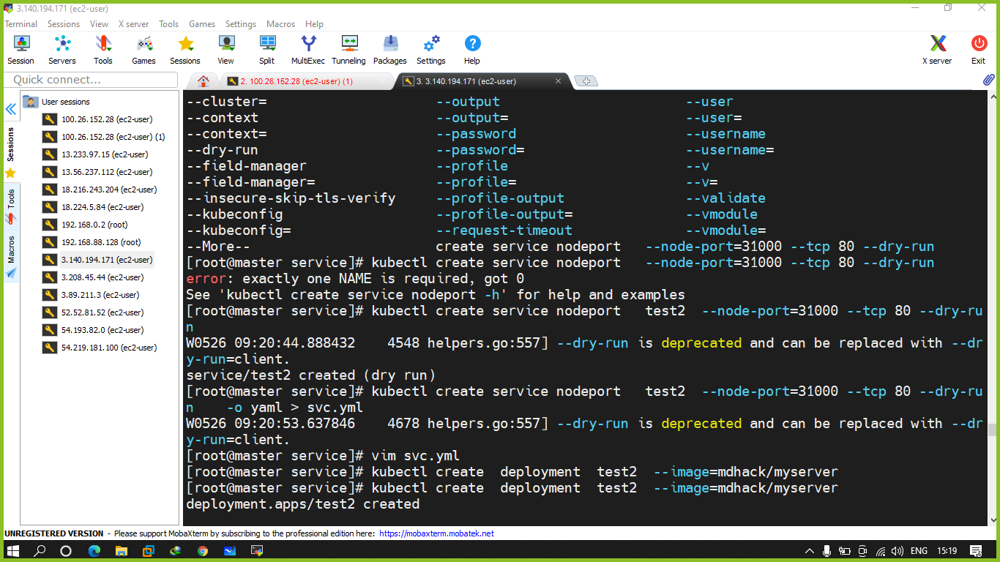 3.140.194.171 (ec2-user)
Terminal Sessions View X server Tools Games Settings Macros Help
Session Servers Tools Games Sessions View Split MultiExec Tunneling Packages Settings Help X server Exit
Quick connect...
2. 100.26.152.28 (ec2-user) (1)
3. 3.140.194.171 (ec2-user)
Sessions
Tools
Macros
User sessions
100.26.152.28 (ec2-user)
100.26.152.28 (ec2-user) (1)
13.233.97.15 (ec2-user)
13.56.237.112 (ec2-user)
18.216.243.204 (ec2-user)
18.224.5.84 (ec2-user)
192.168.0.2 (root)
192.168.88.128 (root)
3.140.194.171 (ec2-user)
3.208.45.44 (ec2-user)
3.89.211.3 (ec2-user)
52.52.81.52 (ec2-user)
54.193.82.0 (ec2-user)
54.219.181.100 (ec2-user)
--cluster= --output --user
--context --output= --user=
--context= --password --username
--dry-run --password= --username=
--field-manager --profile --v
--field-manager= --profile= --v=
--insecure-skip-tls-verify --profile-output --validate
--kubeconfig --profile-output= --vmodule
--kubeconfig= --request-timeout --vmodule=
--More-- create service nodeport --node-port=31000 --tcp 80 --dry-run
[root@master service]# kubectl create service nodeport --node-port=31000 --tcp 80 --dry-run
error: exactly one NAME is required, got 0
See 'kubectl create service nodeport -h' for help and examples
[root@master service]# kubectl create service nodeport test2 --node-port=31000 --tcp 80 --dry-ru
n
W0526 09:20:44.888432 4548 helpers.go:557] --dry-run is deprecated and can be replaced with --dr
y-run=client.
service/test2 created (dry run)
[root@master service]# kubectl create service nodeport test2 --node-port=31000 --tcp 80 --dry-ru
n -o yaml > svc.yml
W0526 09:20:53.637846 4678 helpers.go:557] --dry-run is deprecated and can be replaced with --dr
y-run=client.
[root@master service]# vim svc.yml
[root@master service]# kubectl create deployment test2 --image=mdhack/myserver
[root@master service]# kubectl create deployment test2 --image=mdhack/myserver
deployment.apps/test2 created
UNREGISTERED VERSION - Please support MobaXterm by subscribing to the professional edition here: https://mobaxterm.mobatek.net
ENG 15:19